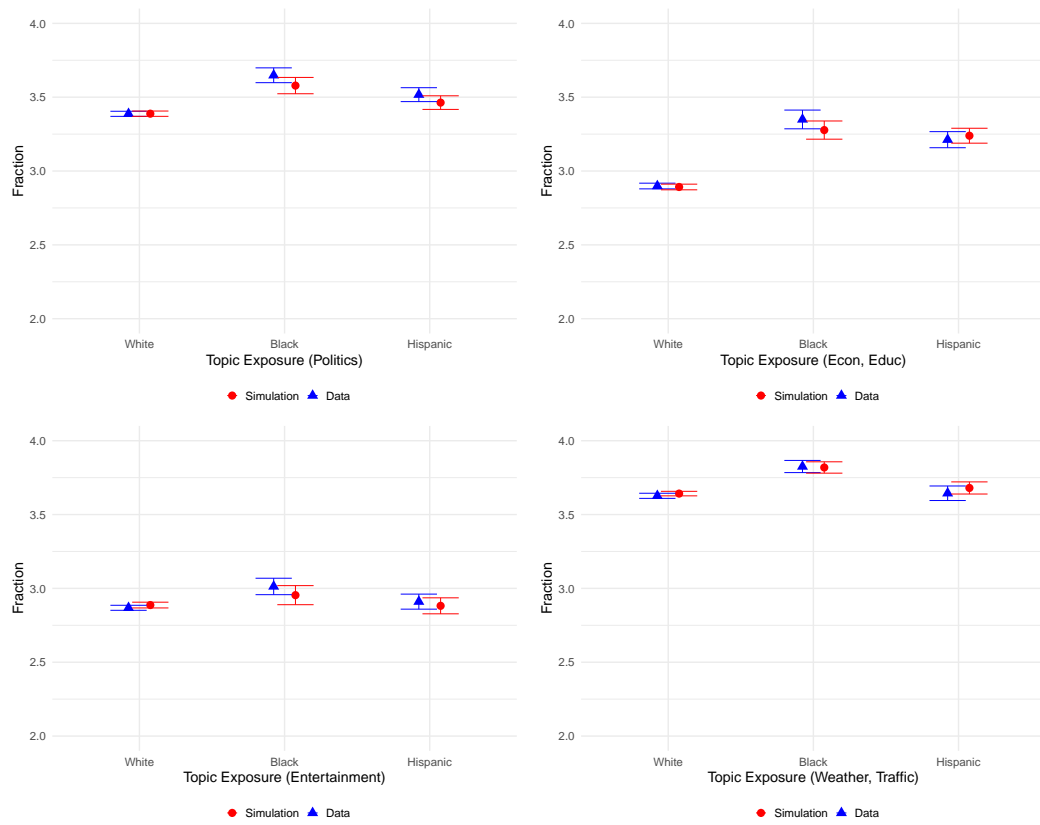 4.0
3.5
3.0
2.5
2.0
Fraction
White Black Hispanic
Topic Exposure (Politics)
Simulation Data
4.0
3.5
3.0
2.5
2.0
Fraction
White Black Hispanic
Topic Exposure (Econ, Educ)
Simulation Data
4.0
3.5
3.0
2.5
2.0
Fraction
White Black Hispanic
Topic Exposure (Entertainment)
Simulation Data
4.0
3.5
3.0
2.5
2.0
Fraction
White Black Hispanic
Topic Exposure (Weather, Traffic)
Simulation Data